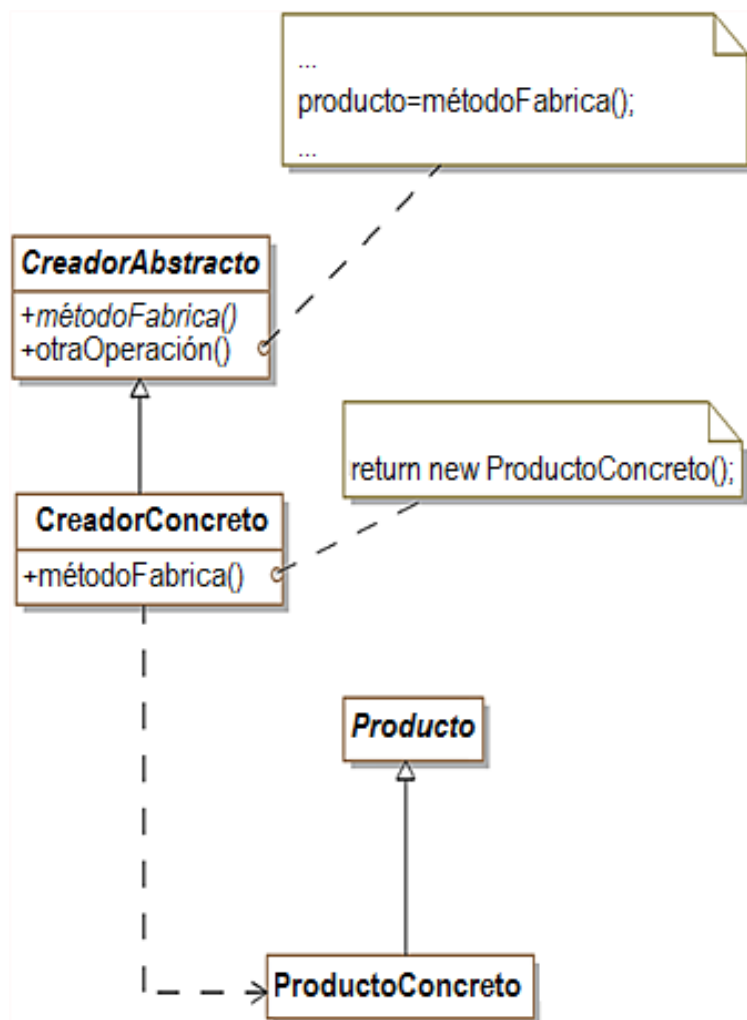 ...
producto=métodoFabrica();
...
CreadorAbstracto
+métodoFabrica()
+otraOperación()
return new ProductoConcreto();
CreadorConcreto
+métodoFabrica()
Producto
ProductoConcreto